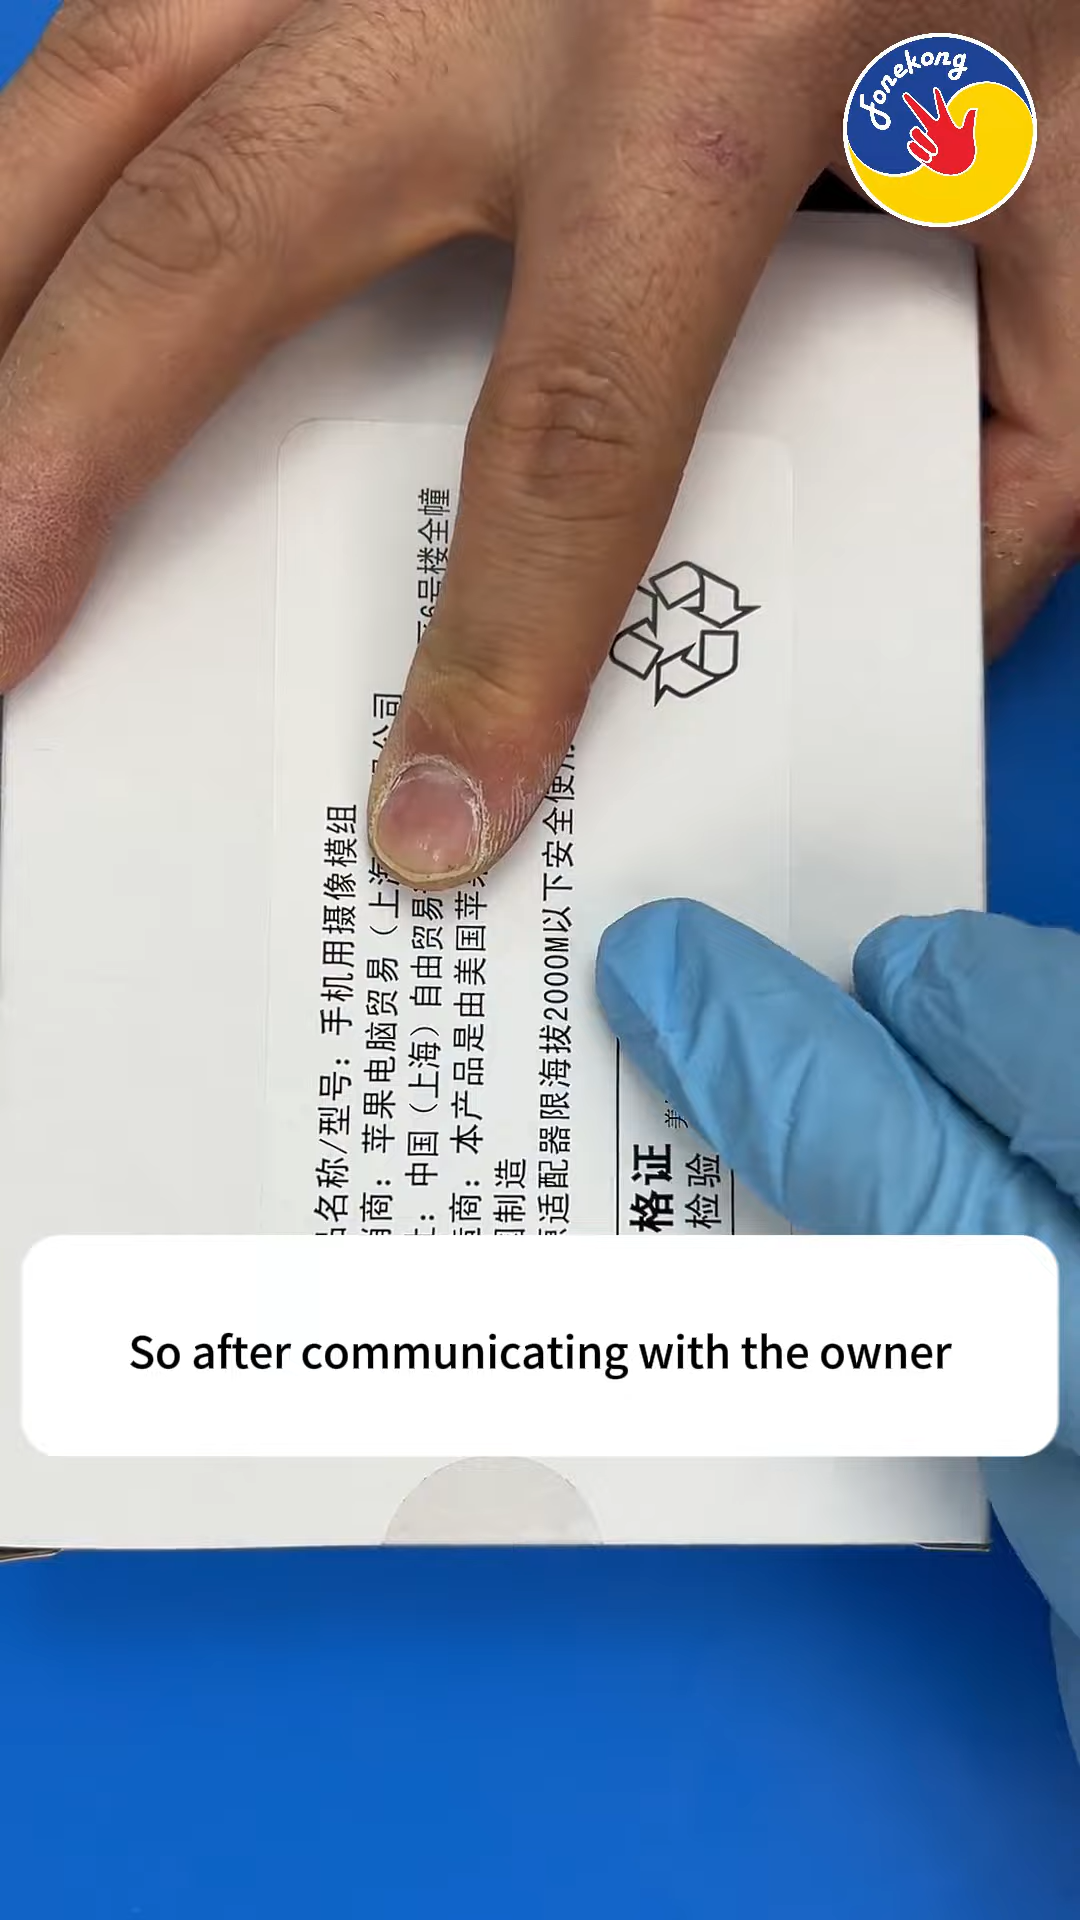 fonekong
名称/型号: 手机用摄像模组
商: 苹果电脑贸易 (上海 公司
: 中国 (上海) 自由贸易 6号楼全幢
商: 本产品是由美国苹
制造
适配器限海拔2000M以下安全使用
格证
检验
美
So after communicating with the owner